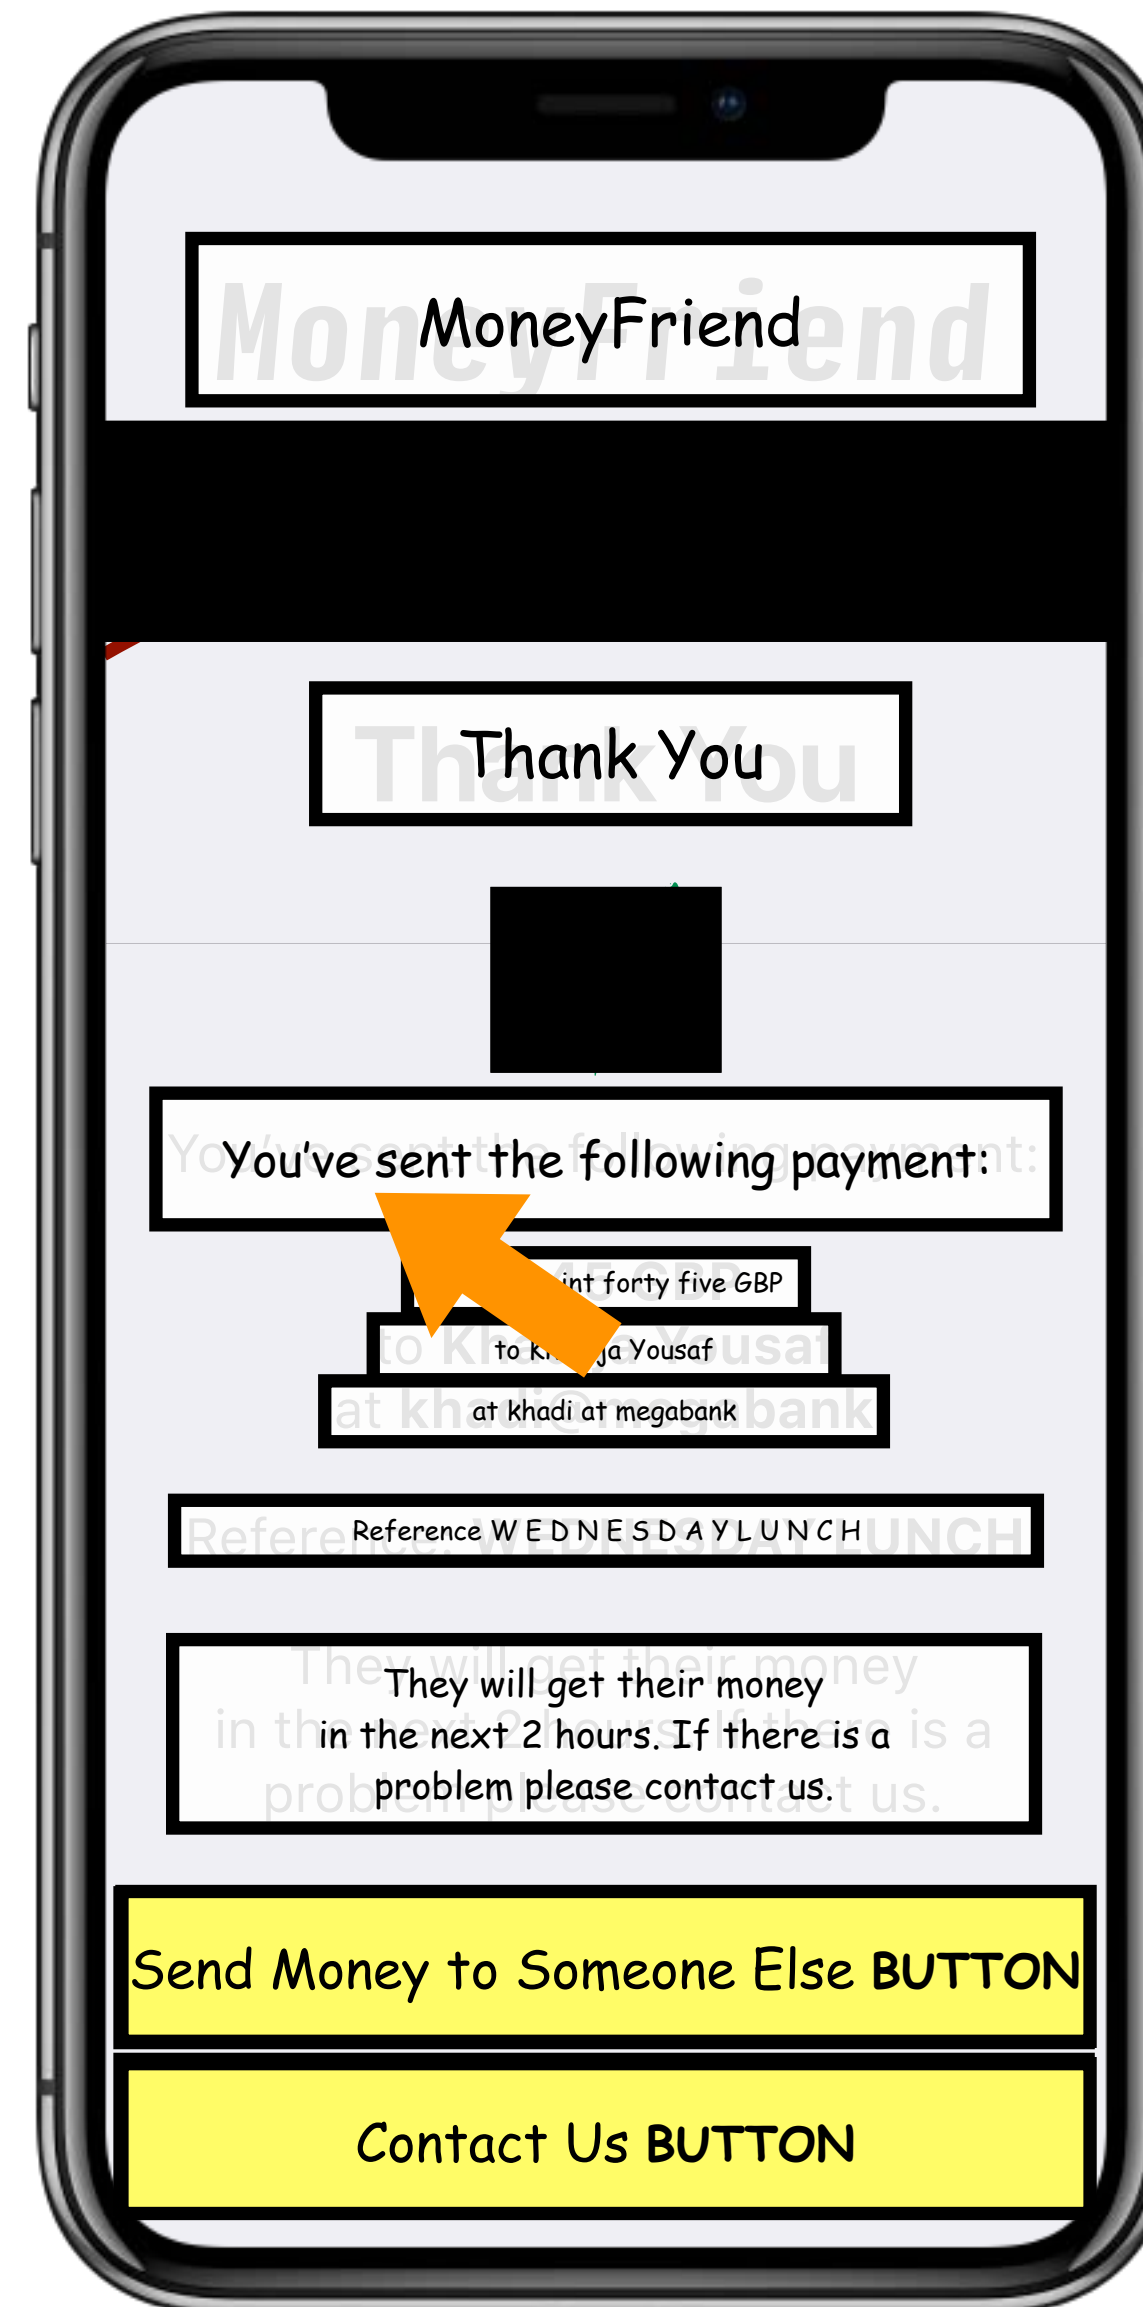 MoneyFriend
Thank You
You've sent the following payment:
forty five GBP
to Yousaf
at khadi at megabank
Reference W E D N E S D A Y L U N C H
They will get their money
in the next 2 hours. If there is a
problem please contact us.
Send Money to Someone Else BUTTON
Contact Us BUTTON